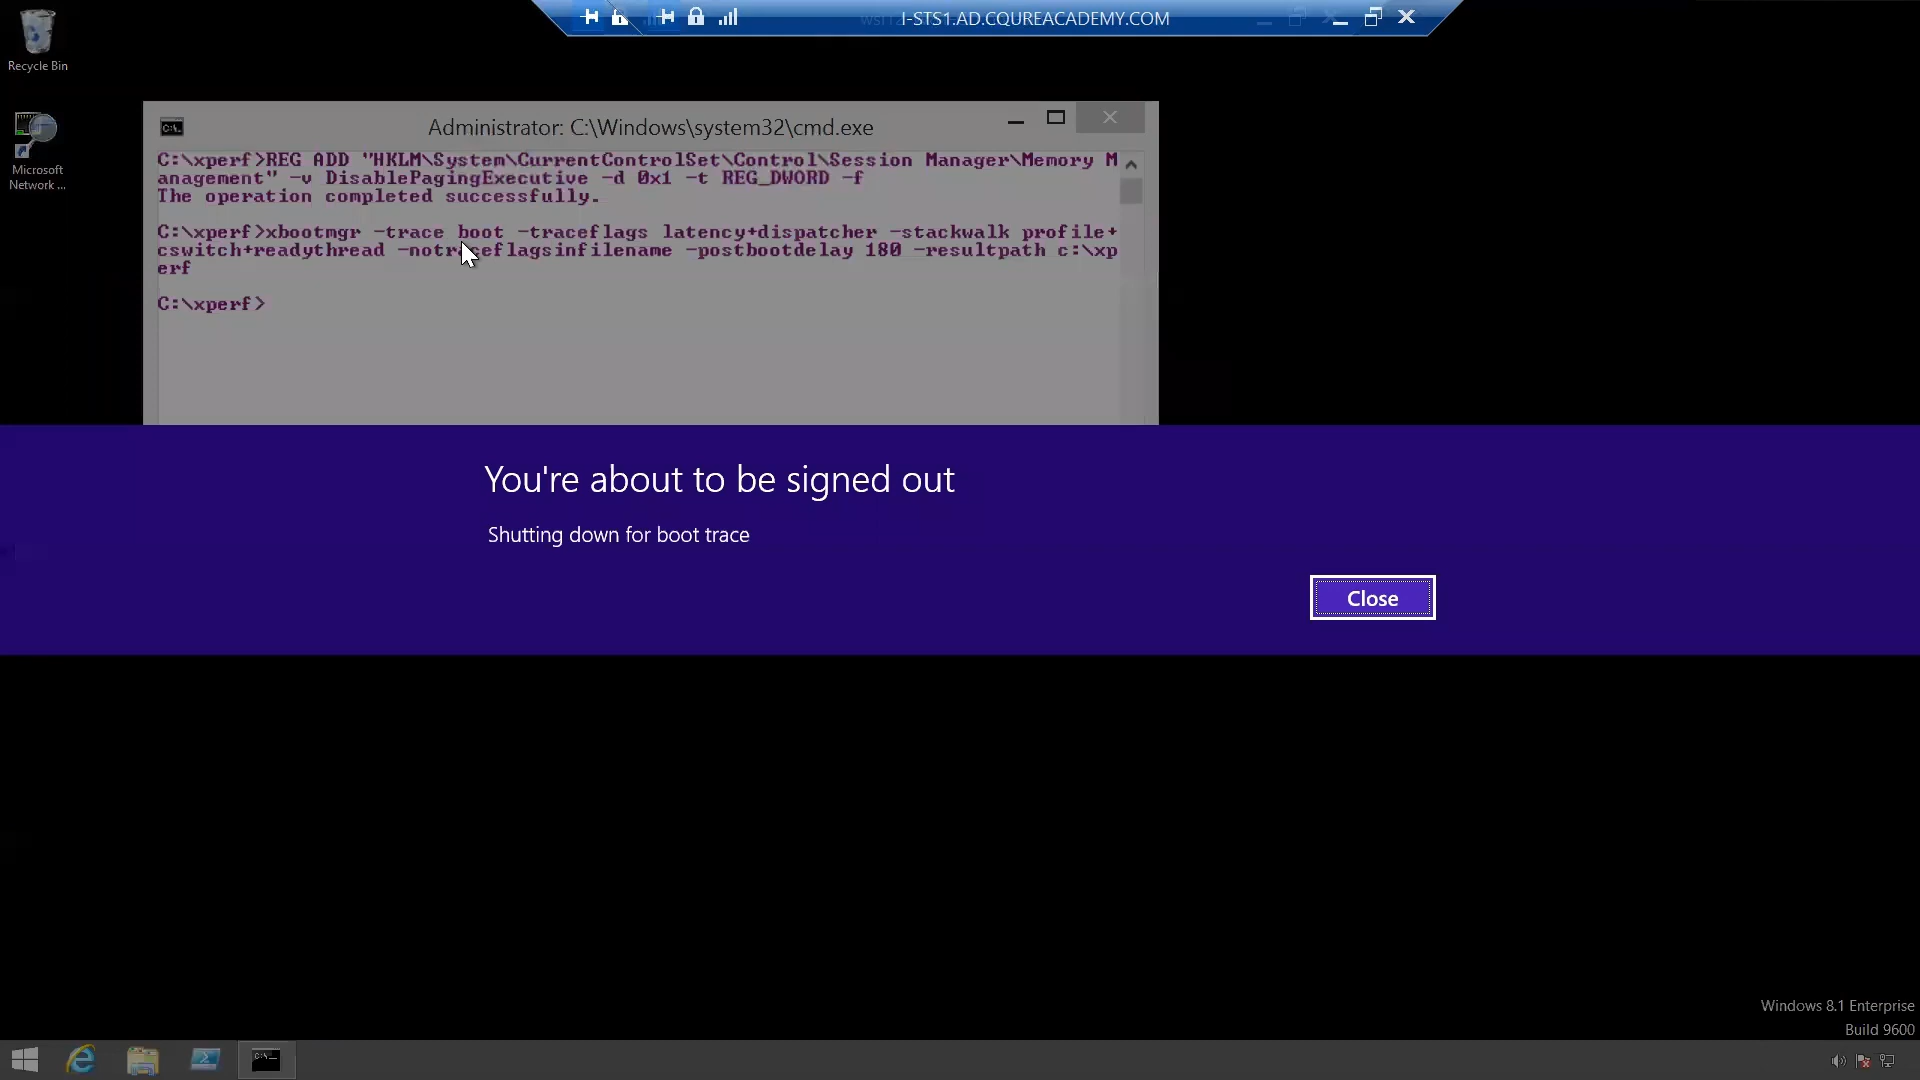 I-STS1.AD.CQUREACADEMY.COM
Recycle Bin
Microsoft
Network ...
Administrator: C:\Windows\system32\cmd.exe
C:\xperf>REG ADD "HKLM\System\CurrentControlSet\Control\Session Manager\Memory M
anagement" -v DisablePagingExecutive -d 0x1 -t REG_DWORD -f
The operation completed successfully.
C:\xperf>xbootmgr -trace boot -traceflags latency+dispatcher -stackwalk profile+
cswitch+readythread -notraceflagsinfilename -postbootdelay 180 -resultpath c:\xp
erf
C:\xperf>
You're about to be signed out
Shutting down for boot trace
Close
Windows 8.1 Enterprise
Build 9600